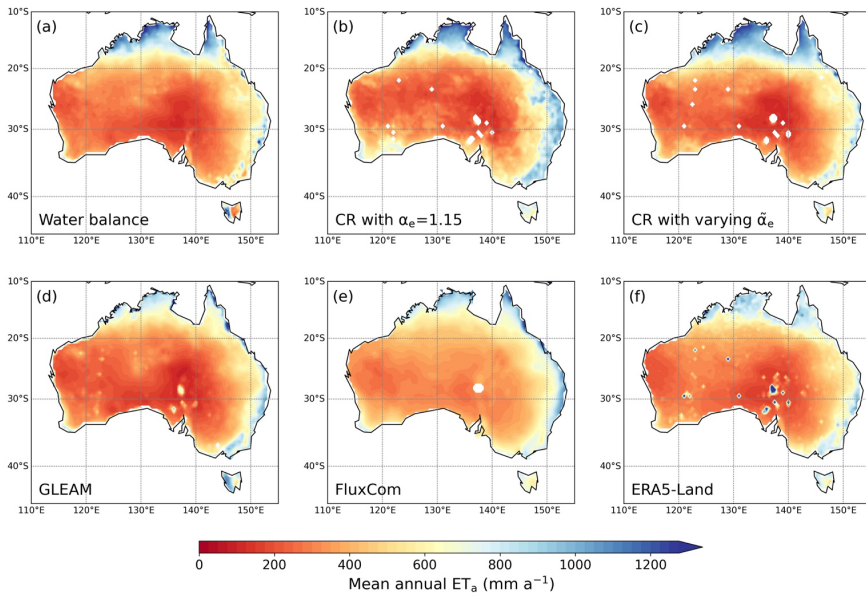 (a) (b) (c)
10°S 10°S 10°S
20°S 20°S 20°S
30°S 30°S 30°S
40°S 40°S 40°S
Water balance CR with αₑ=1.15 CR with varying α̃ₑ
110°E 120°E 130°E 140°E 150°E 110°E 120°E 130°E 140°E 150°E 110°E 120°E 130°E 140°E 150°E
(d) (e) (f)
10°S 10°S 10°S
20°S 20°S 20°S
30°S 30°S 30°S
40°S 40°S 40°S
GLEAM FluxCom ERA5-Land
110°E 120°E 130°E 140°E 150°E 110°E 120°E 130°E 140°E 150°E 110°E 120°E 130°E 140°E 150°E
0 200 400 600 800 1000 1200
Mean annual ETₐ (mm a⁻¹)